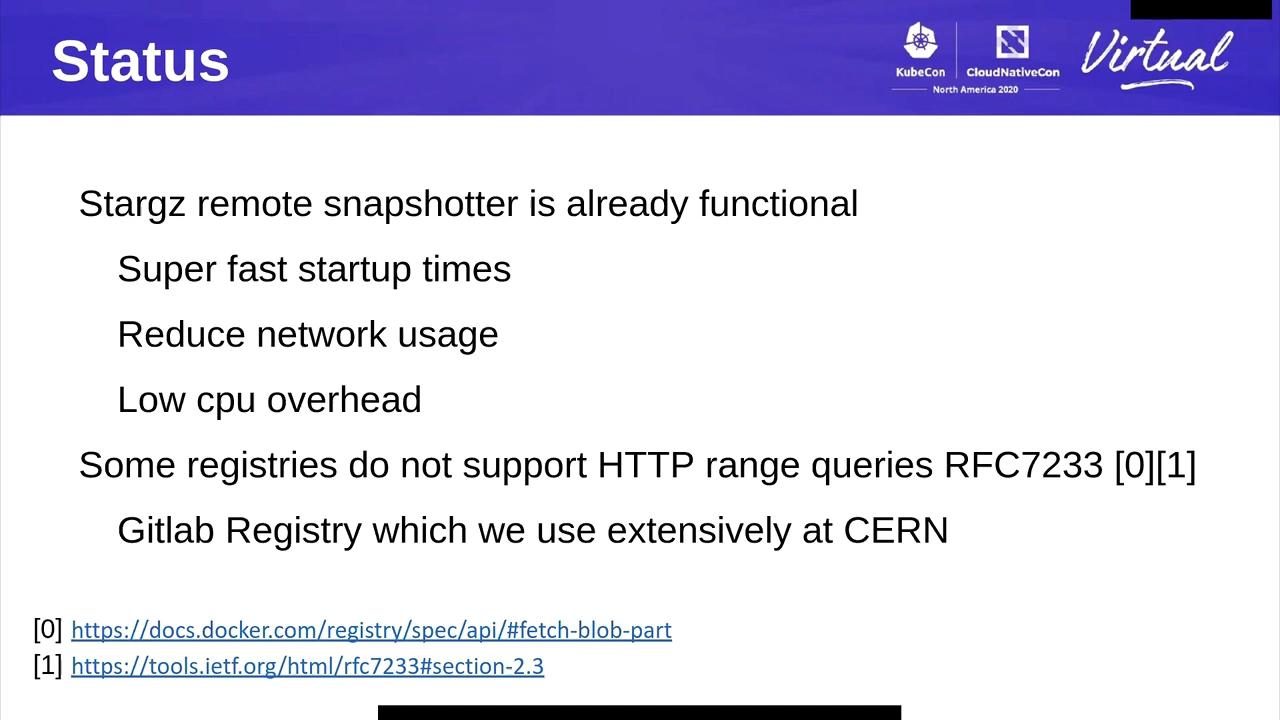 Status
KubeCon
CloudNativeCon
North America 2020
Virtual
Stargz remote snapshotter is already functional
Super fast startup times
Reduce network usage
Low cpu overhead
Some registries do not support HTTP range queries RFC7233 [0][1]
Gitlab Registry which we use extensively at CERN
[0] https://docs.docker.com/registry/spec/api/#fetch-blob-part
[1] https://tools.ietf.org/html/rfc7233#section-2.3